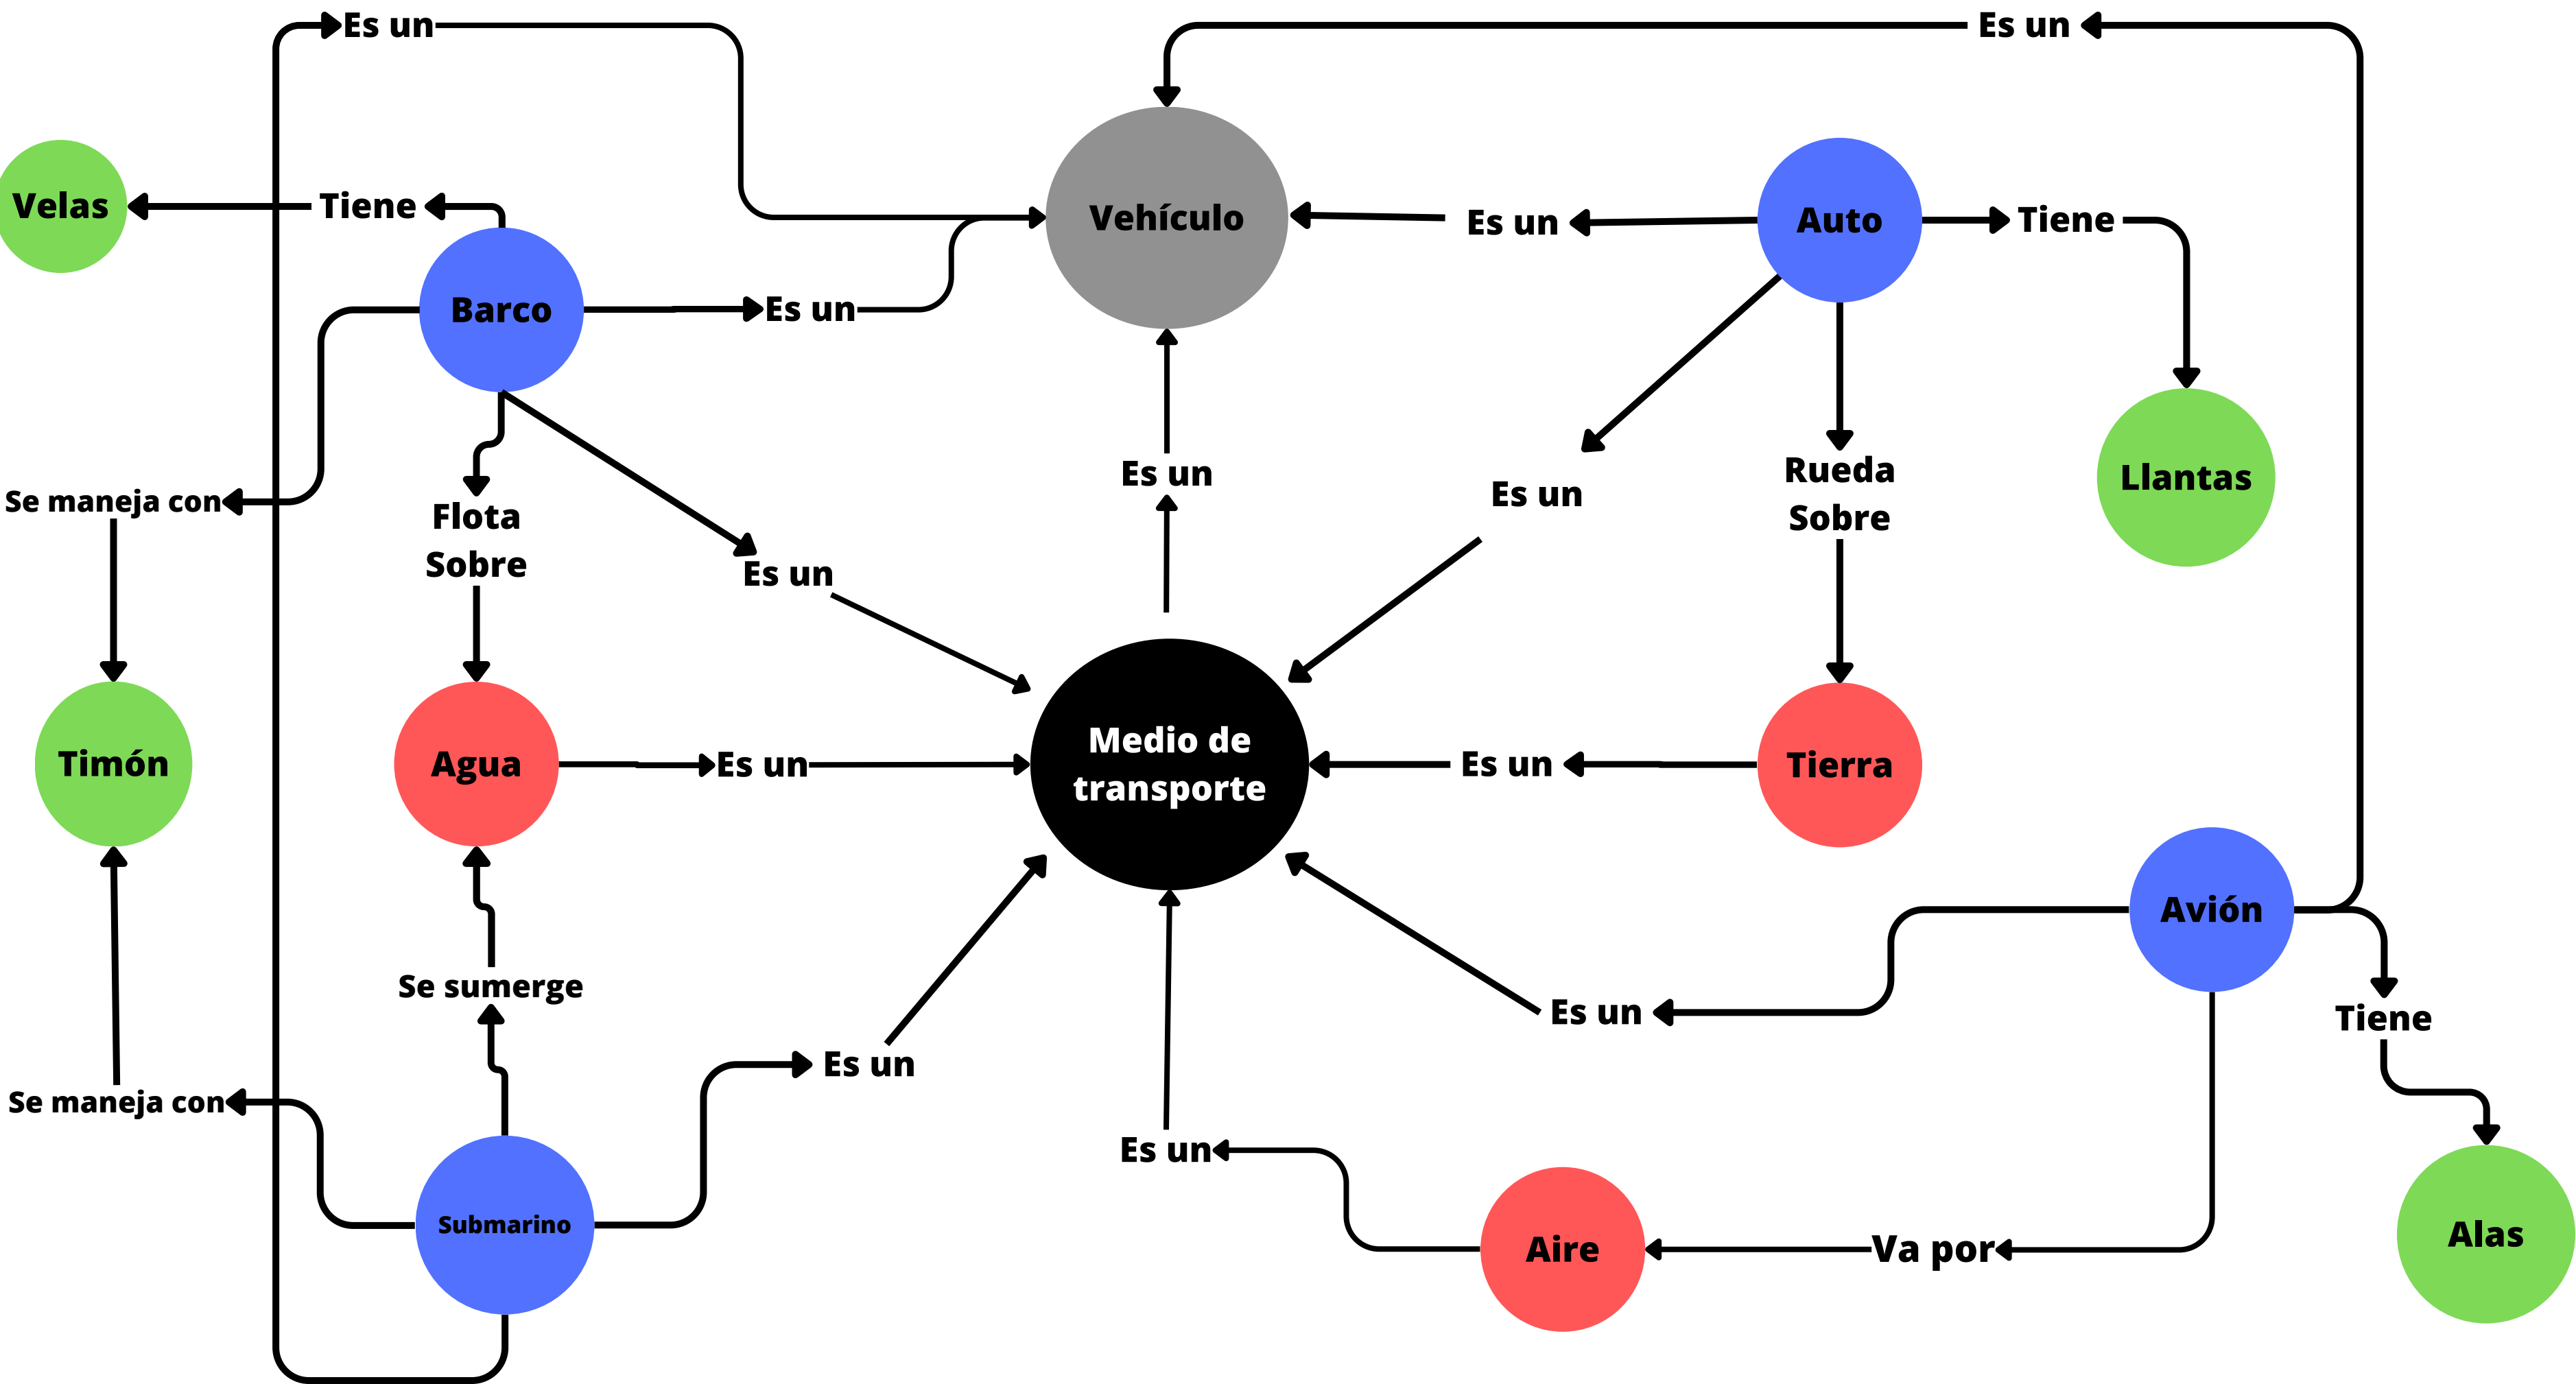 Es un
Es un
Velas
Tiene
Vehículo
Es un
Auto
Tiene
Barco
Es un
Se maneja con
Flota
Sobre
Es un
Es un
Es un
Rueda
Sobre
Llantas
Timón
Agua
Es un
Medio de
transporte
Es un
Tierra
Avión
Se sumerge
Es un
Es un
Tiene
Se maneja con
Es un
Submarino
Aire
Va por
Alas